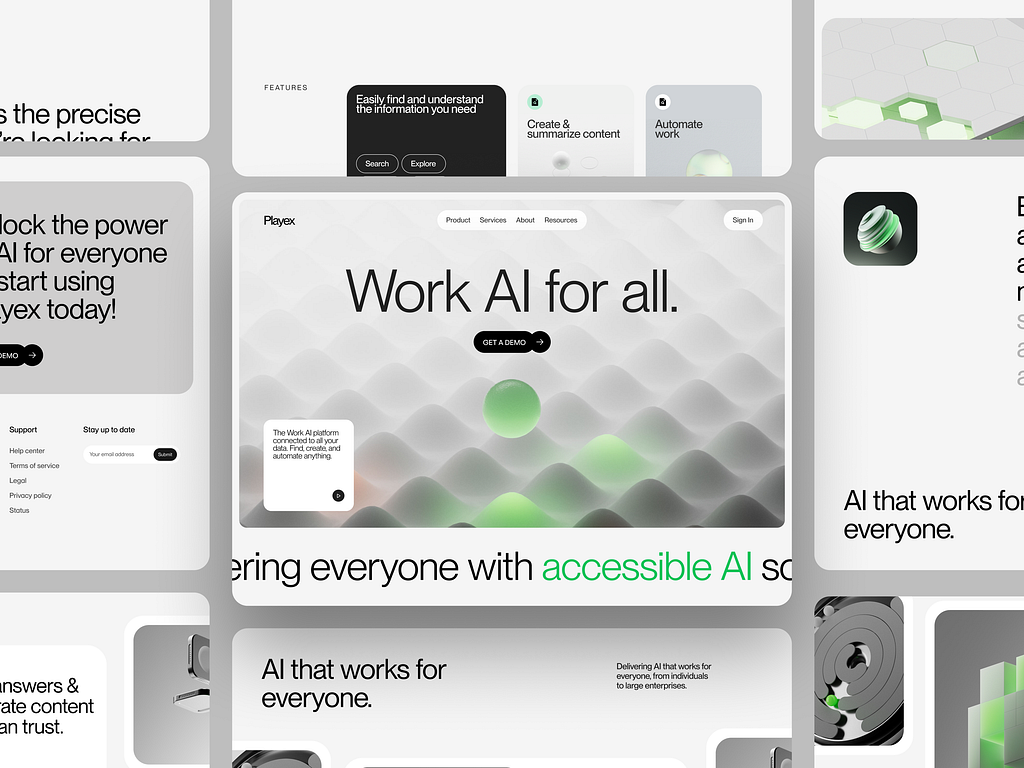 s the precise
're looking for
FEATURES
Easily find and understand
the information you need
Search
Explore
Create &
summarize content
Automate
work
lock the power
AI for everyone
start using
ayex today!
DEMO
Support
Help center
Terms of service
Legal
Privacy policy
Status
Stay up to date
Your email address
Submit
Playex
Product
Services
About
Resources
Sign In
Work AI for all.
GET A DEMO
The Work AI platform
connected to all your
data. Find, create, and
automate anything.
ering everyone with accessible AI so
AI that works for
everyone.
answers &
rate content
an trust.
AI that works for
everyone.
Delivering AI that works for
everyone, from individuals
to large enterprises.